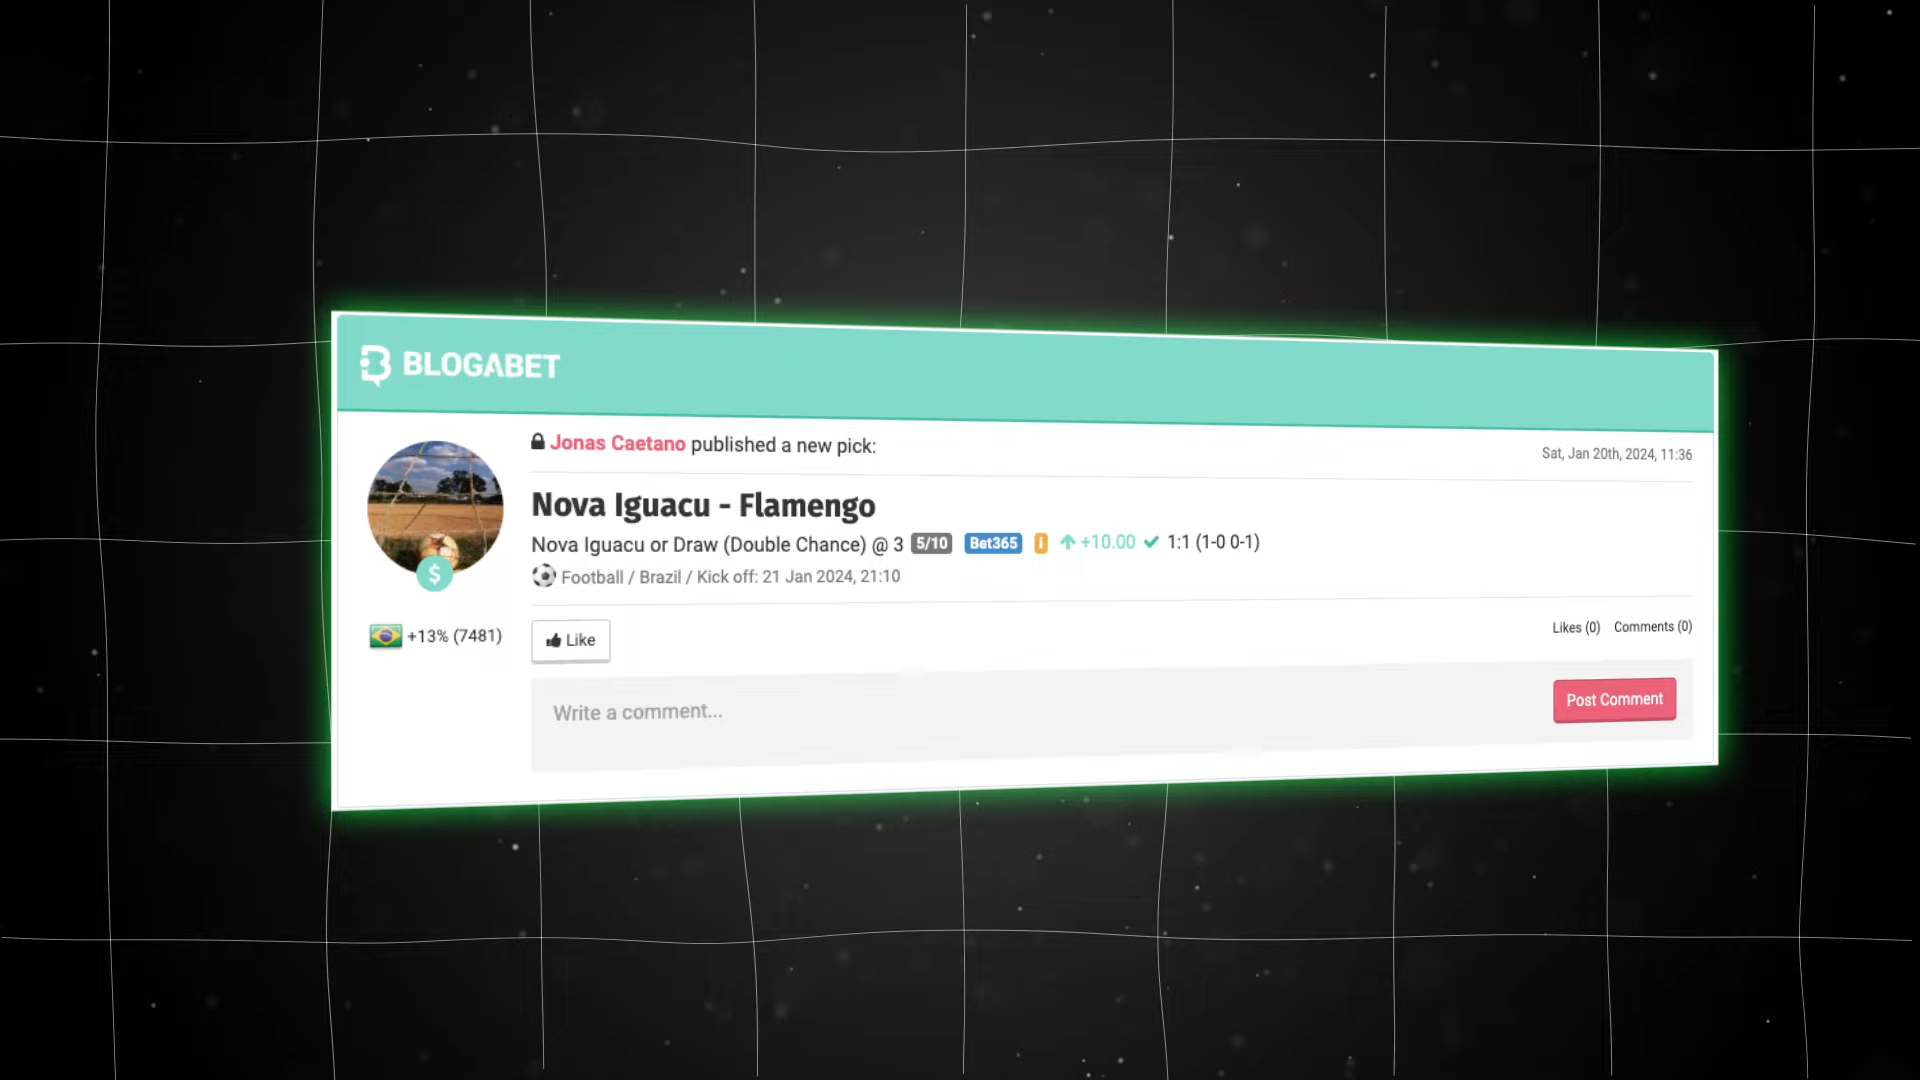 BLOGABET
Jonas Caetano published a new pick:
Sat, Jan 20th, 2024, 11:36
Nova Iguacu - Flamengo
Nova Iguacu or Draw (Double Chance) @ 3 5/10 Bet365 i +10.00 1:1 (1-0 0-1)
Football / Brazil / Kick off: 21 Jan 2024, 21:10
$
+13% (7481)
Like
Likes (0) Comments (0)
Write a comment...
Post Comment